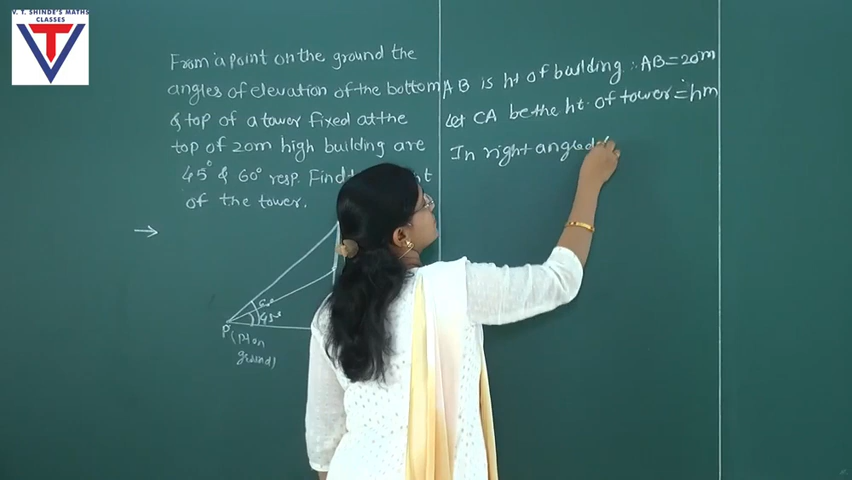 V. T. SHINDE'S MATHS
CLASSES
VT
From a point on the ground the
angles of elevation of the bottom
& top of a tower fixed at the
top of 20m high building are
45° & 60° resp. Find
of the tower.
60°
45°
P (pt on
ground)
AB is ht of building ∴ AB = 20m
Let CA be the ht. of tower = hm
In right angled